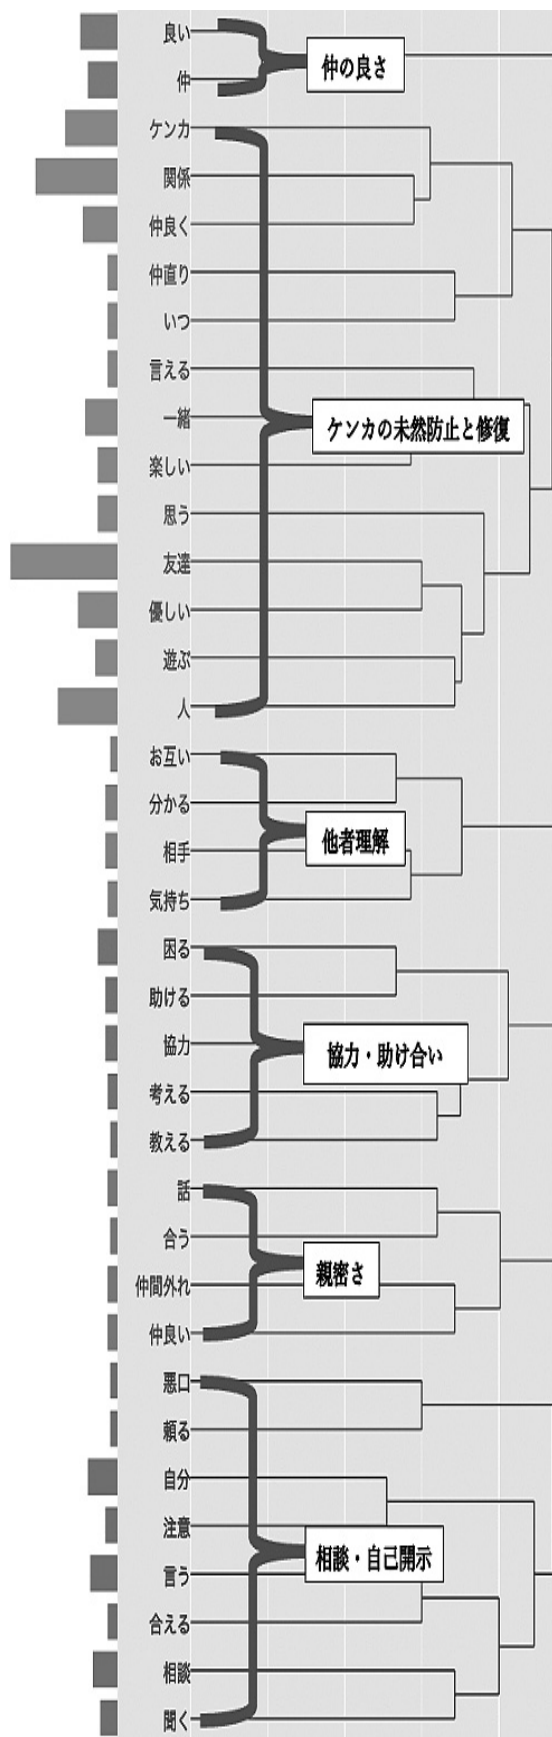 良い
仲の良さ
仲
ケンカ
関係
仲良く
仲直り
いつ
言える
一緒
ケンカの未然防止と修復
楽しい
思う
友達
優しい
遊ぶ
人
お互い
分かる
他者理解
相手
気持ち
困る
助ける
協力
協力・助け合い
考える
教える
話
合う
親密さ
仲間外れ
仲良い
悪口
頼る
自分
注意
相談・自己開示
言う
合える
相談
聞く